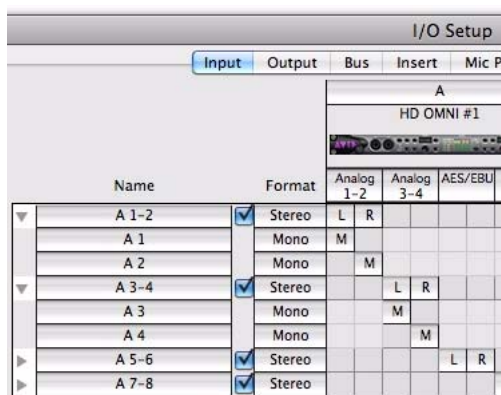 I/O Setup
Input Output Bus Insert Mic P
A
HD OMNI #1
AVID
Name Format Analog 1-2 Analog 3-4 AES/EBU
A 1-2 Stereo L R
A 1 Mono M
A 2 Mono M
A 3-4 Stereo L R
A 3 Mono M
A 4 Mono M
A 5-6 Stereo L R
A 7-8 Stereo